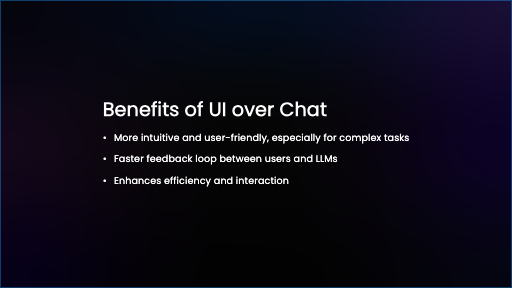 Benefits of UI over Chat
• More intuitive and user-friendly, especially for complex tasks
• Faster feedback loop between users and LLMs
• Enhances efficiency and interaction